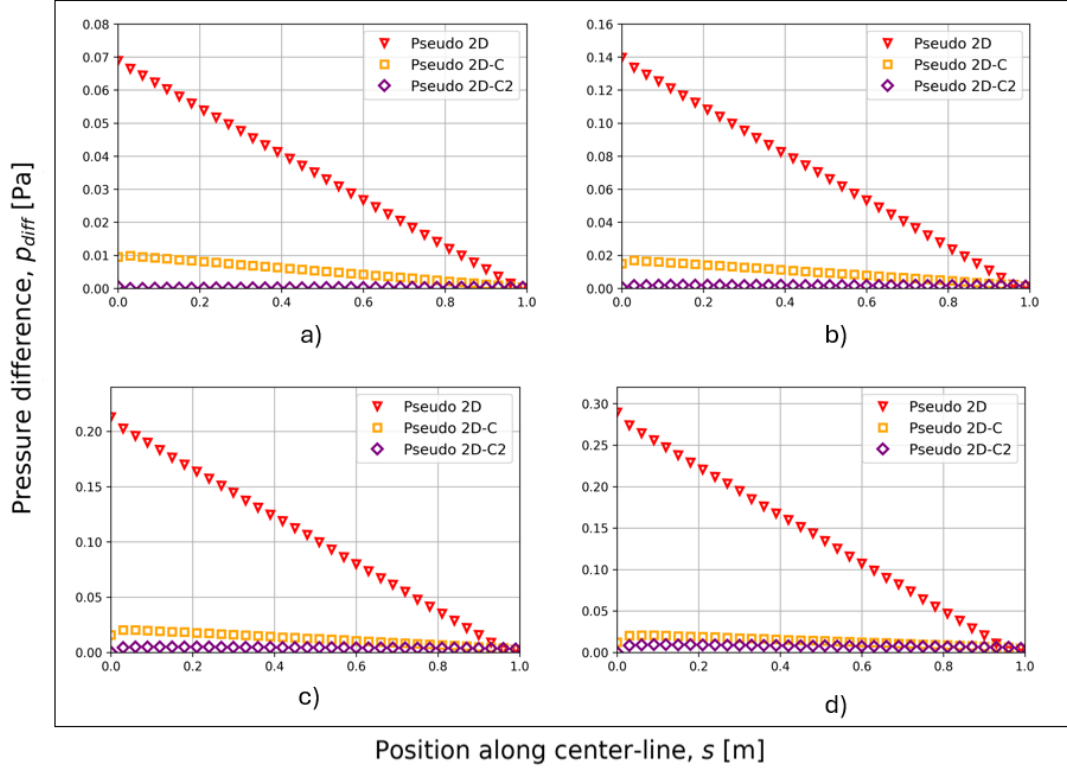 Pressure difference, p_diff [Pa]
0.08
0.07
0.06
0.05
0.04
0.03
0.02
0.01
0.00
Pseudo 2D
Pseudo 2D-C
Pseudo 2D-C2
0.0 0.2 0.4 0.6 0.8 1.0
a)
0.16
0.14
0.12
0.10
0.08
0.06
0.04
0.02
0.00
Pseudo 2D
Pseudo 2D-C
Pseudo 2D-C2
0.0 0.2 0.4 0.6 0.8 1.0
b)
0.20
0.15
0.10
0.05
0.00
Pseudo 2D
Pseudo 2D-C
Pseudo 2D-C2
0.0 0.2 0.4 0.6 0.8 1.0
c)
0.30
0.25
0.20
0.15
0.10
0.05
0.00
Pseudo 2D
Pseudo 2D-C
Pseudo 2D-C2
0.0 0.2 0.4 0.6 0.8 1.0
d)
Position along center-line, s [m]